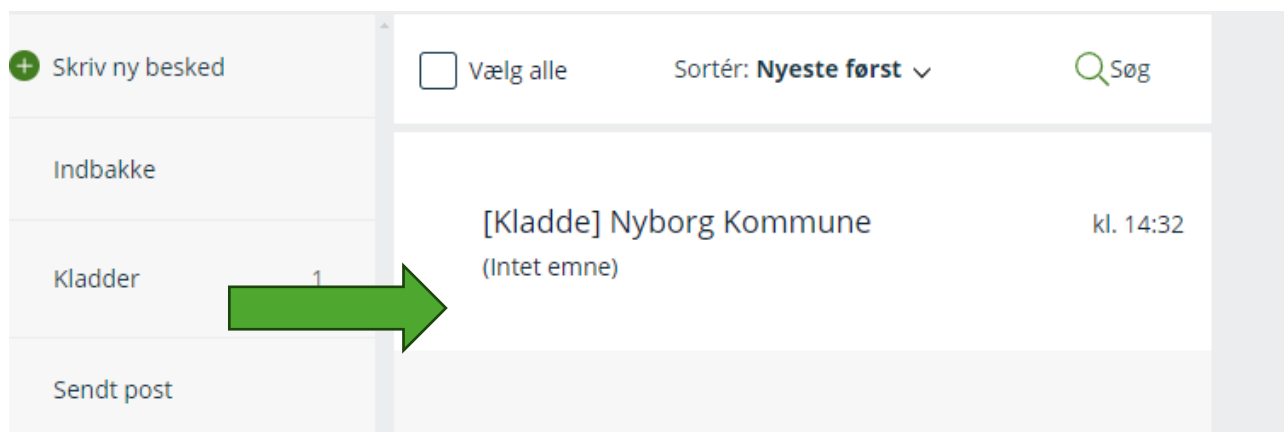 Skriv ny besked
Vælg alle
Sortér: Nyeste først
Søg
Indbakke
[Kladde] Nyborg Kommune
kl. 14:32
(Intet emne)
Kladder
1
Sendt post